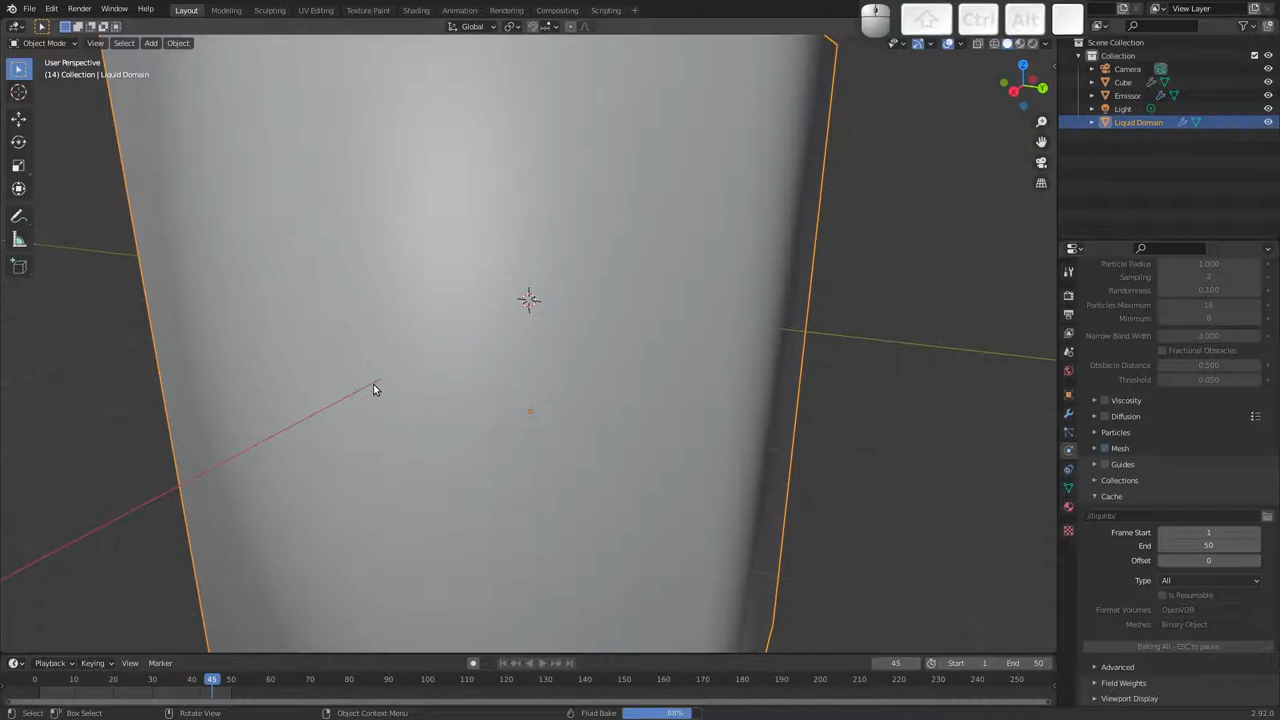 File Edit Render Window Help
Layout Modeling Sculpting UV Editing Texture Paint Shading Animation Rendering Compositing Scripting
Ctrl Alt
Scene View Layer
Global
Object Mode View Select Add Object
User Perspective
(14) Collection | Liquid Domain
Z
Y
X
Scene Collection
Collection
Camera
Cube
Emissor
Light
Liquid Domain
Particle Radius 1.000
Sampling 2
Randomness 0.100
Particles Maximum 16
Minimum 8
Narrow Band Width 3.000
Fractional Obstacles
Obstacle Distance 0.500
Threshold 0.050
Viscosity
Diffusion
Particles
Mesh
Guides
Collections
Cache
//liquido/
Frame Start 1
End 50
Offset 0
Type All
Is Resumable
Format Volumes OpenVDB
Meshes Binary Object
Baking All - ESC to pause
Advanced
Field Weights
Viewport Display
Playback Keying View Marker
45 Start 1 End 50
0 10 20 30 40 45 50 60 70 80 90 100 110 120 130 140 150 160 170 180 190 200 210 220 230 240 250
Select Box Select Rotate View Object Context Menu Fluid Bake 88% 2.92.0